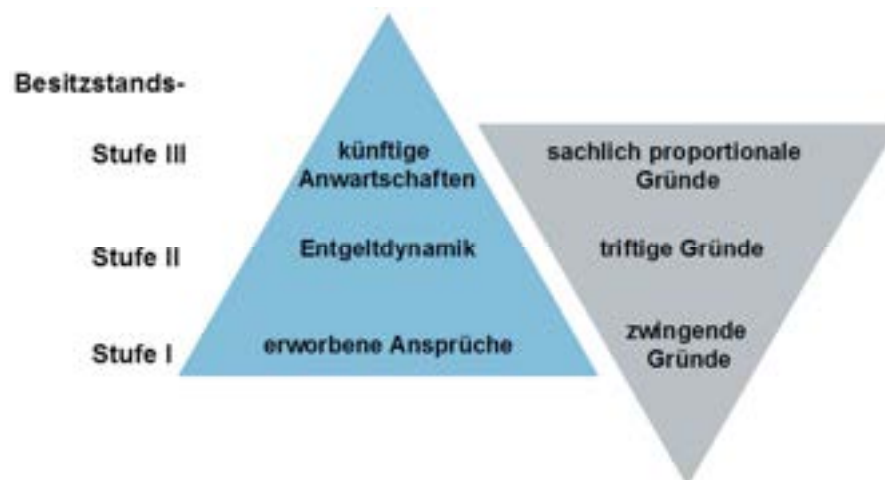 Besitzstands-
Stufe III
künftige
Anwartschaften
sachlich proportionale
Gründe
Stufe II
Entgeltdynamik
triftige Gründe
Stufe I
erworbene Ansprüche
zwingende
Gründe